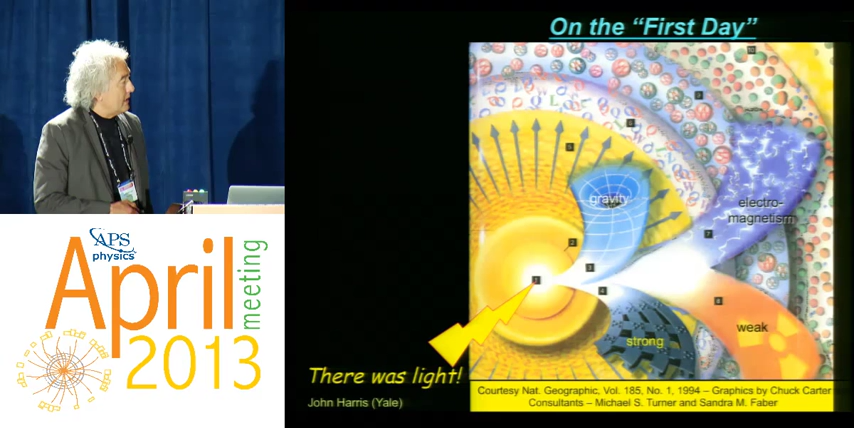 On the "First Day"
gravity
electro-
magnetism
weak
strong
There was light!
John Harris (Yale)
Courtesy Nat. Geographic, Vol. 185, No. 1, 1994 – Graphics by Chuck Carter
Consultants – Michael S. Turner and Sandra M. Faber
APS
physics
April
meeting
2013